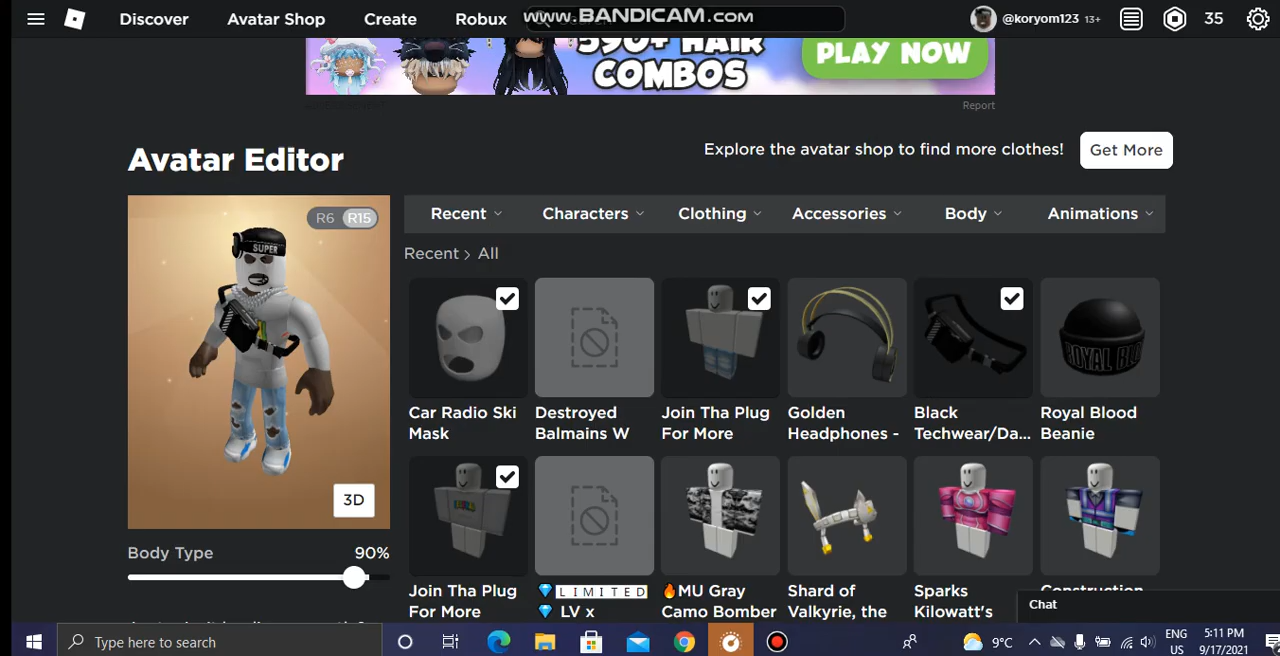 Discover Avatar Shop Create Robux www.BANDICAM.com @koryom123 13+ 35
590+ HAIR
COMBOS
PLAY NOW
Report
Avatar Editor
Explore the avatar shop to find more clothes! Get More
R6 R15
SUPER
3D
Body Type 90%
Recent Characters Clothing Accessories Body Animations
Recent > All
Car Radio Ski
Mask
Destroyed
Balmains W
Join Tha Plug
For More
Golden
Headphones -
Black
Techwear/Da...
Royal Blood
Beanie
Join Tha Plug
For More
💎 L I M I T E D
💎 LV x
🔥MU Gray
Camo Bomber
Shard of
Valkyrie, the
Sparks
Kilowatt's
Construction
Chat
Type here to search
9°C
ENG
US
5:11 PM
9/17/2021